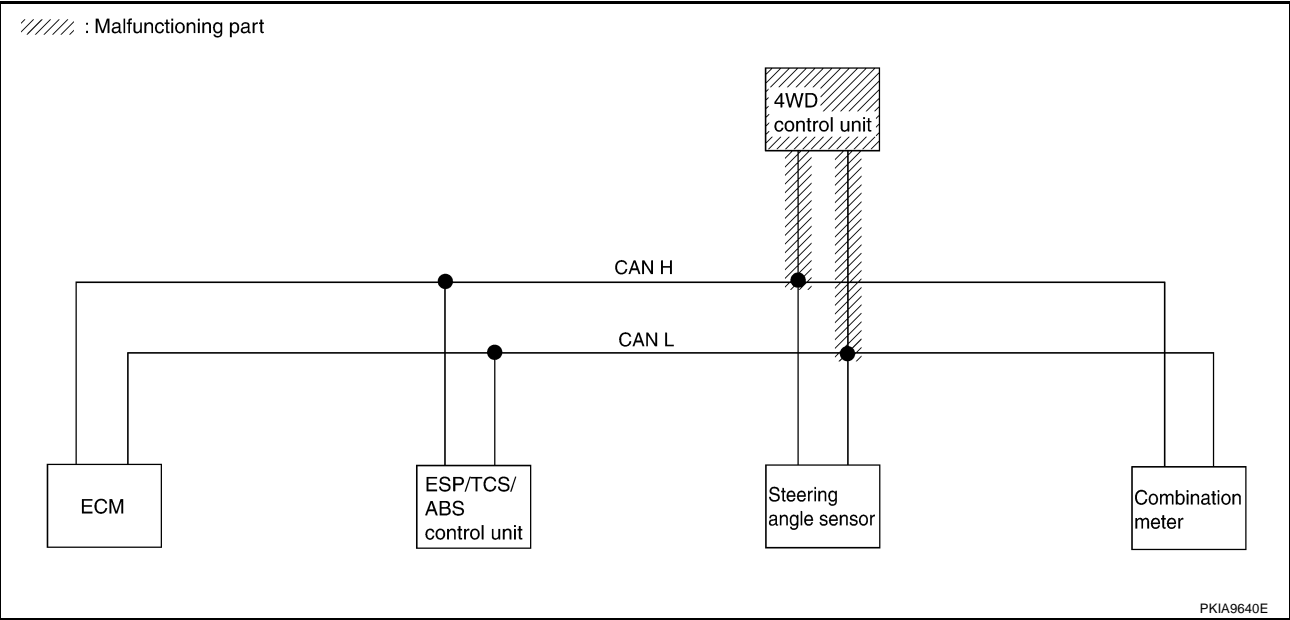 : Malfunctioning part
4WD
control unit
CAN H
CAN L
ECM
ESP/TCS/
ABS
control unit
Steering
angle sensor
Combination
meter
PKIA9640E